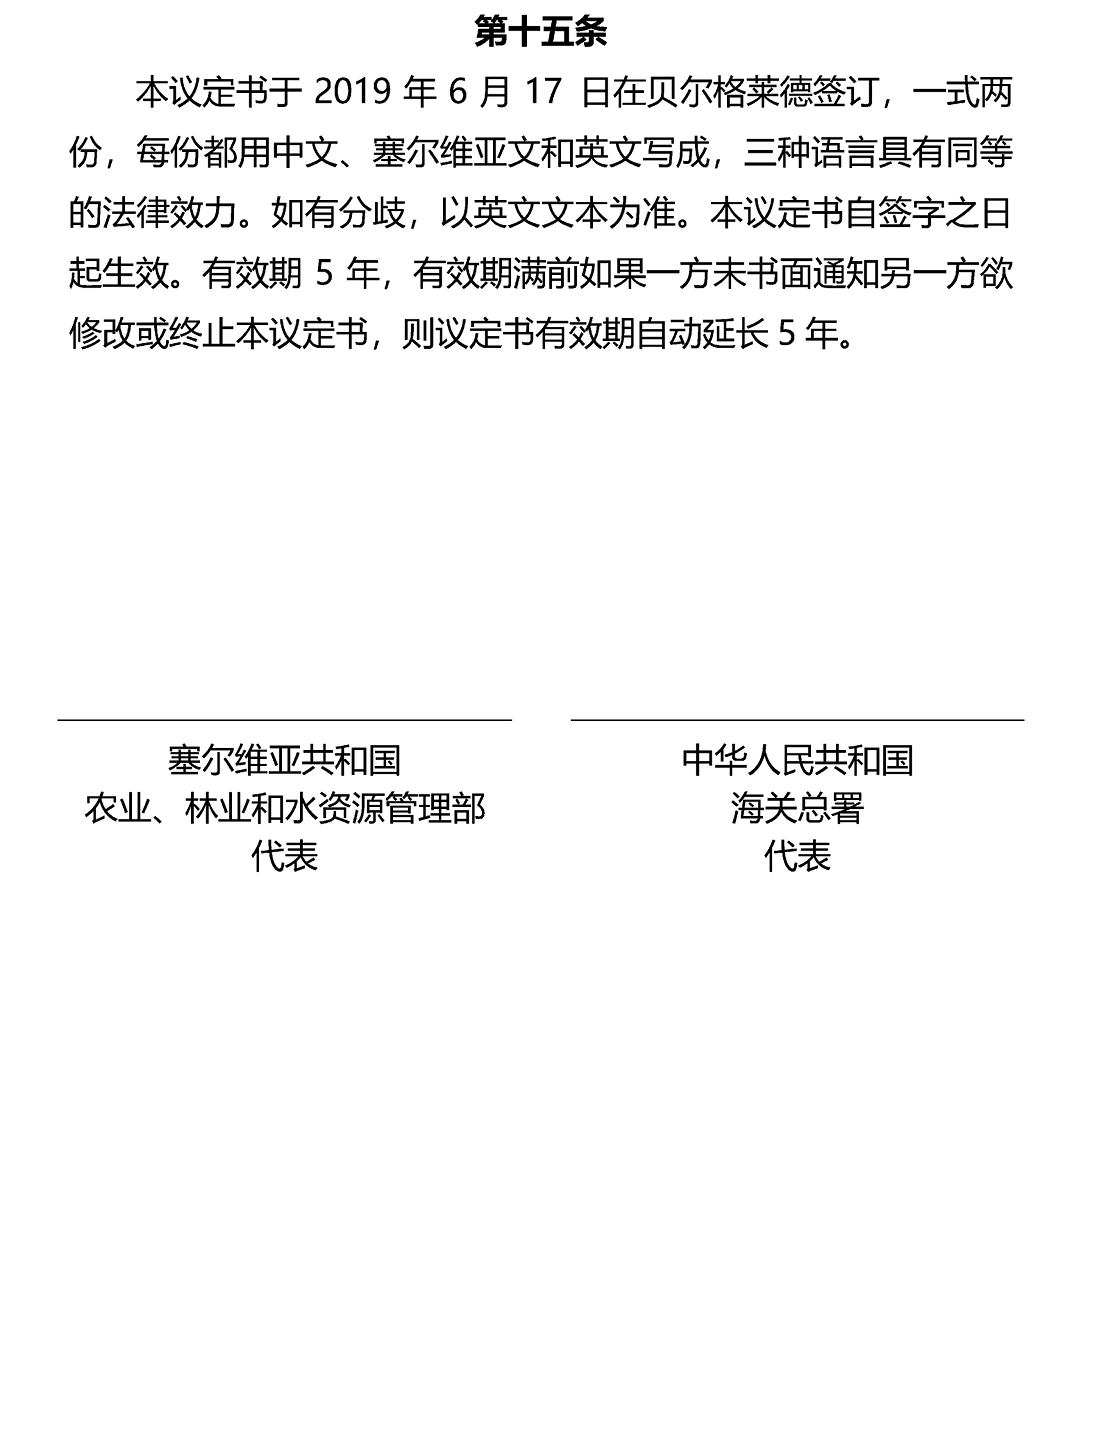 第十五条
本议定书于 2019 年 6 月 17 日在贝尔格莱德签订，一式两
份，每份都用中文、塞尔维亚文和英文写成，三种语言具有同等
的法律效力。如有分歧，以英文文本为准。本议定书自签字之日
起生效。有效期 5 年，有效期满前如果一方未书面通知另一方欲
修改或终止本议定书，则议定书有效期自动延长 5 年。
塞尔维亚共和国
农业、林业和水资源管理部
代表
中华人民共和国
海关总署
代表